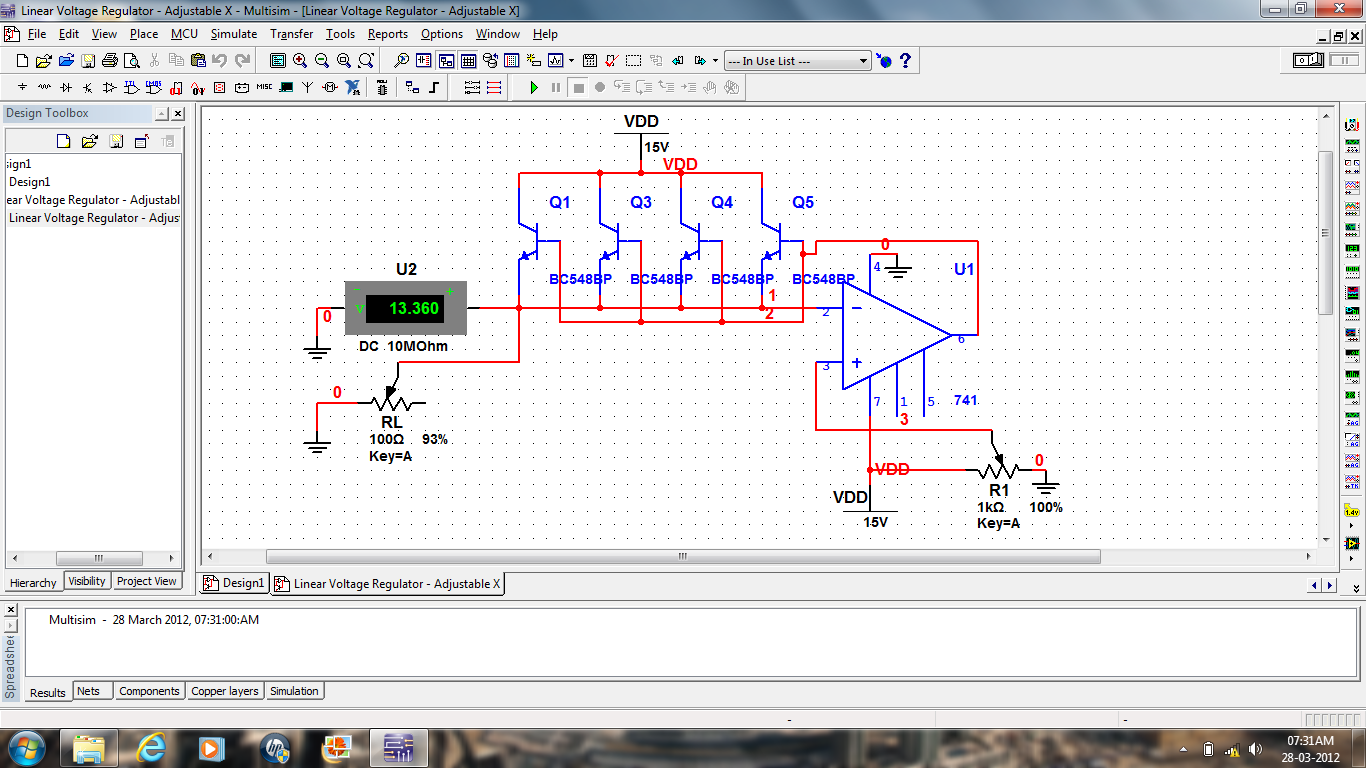 Linear Voltage Regulator - Adjustable X - Multisim - [Linear Voltage Regulator - Adjustable X]
File Edit View Place MCU Simulate Transfer Tools Reports Options Window Help
--- In Use List ---
MISC
Design Toolbox
sign1
Design1
ear Voltage Regulator - Adjustabl
Linear Voltage Regulator - Adjus
Hierarchy Visibility Project View
VDD
15V
VDD
Q1 Q3 Q4 Q5
BC548BP BC548BP BC548BP BC548BP
0
4
U1
U2
V 13.360
DC 10MOhm
0
1
2
2
6
3
7 1 5
741
3
0
RL
100Ω 93%
Key=A
VDD
0
VDD
15V
R1
1kΩ 100%
Key=A
Design1 Linear Voltage Regulator - Adjustable X
Multisim - 28 March 2012, 07:31:00:AM
Spreadshee
Results Nets Components Copper layers Simulation
- -
07:31AM
28-03-2012